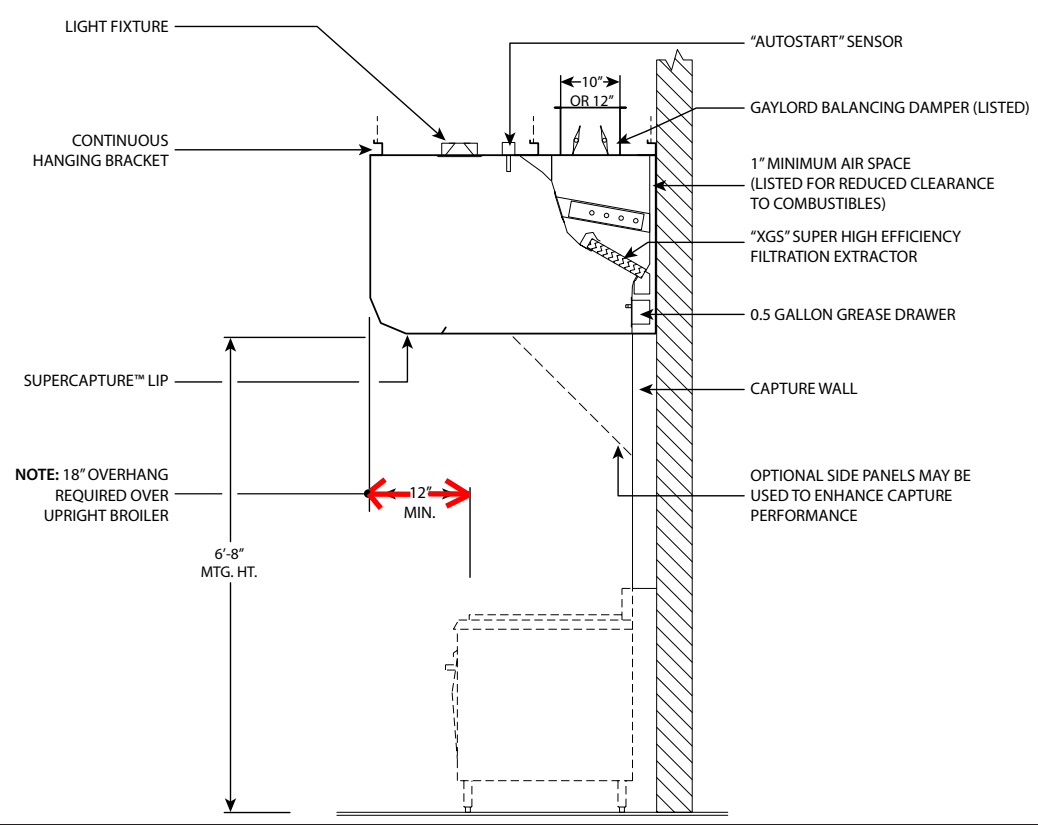 LIGHT FIXTURE
“AUTOSTART” SENSOR
10”
OR 12”
GAYLORD BALANCING DAMPER (LISTED)
CONTINUOUS
HANGING BRACKET
1” MINIMUM AIR SPACE
(LISTED FOR REDUCED CLEARANCE
TO COMBUSTIBLES)
“XGS” SUPER HIGH EFFICIENCY
FILTRATION EXTRACTOR
0.5 GALLON GREASE DRAWER
SUPERCAPTURE™ LIP
CAPTURE WALL
NOTE: 18” OVERHANG
REQUIRED OVER
UPRIGHT BROILER
12”
MIN.
OPTIONAL SIDE PANELS MAY BE
USED TO ENHANCE CAPTURE
PERFORMANCE
6’-8”
MTG. HT.